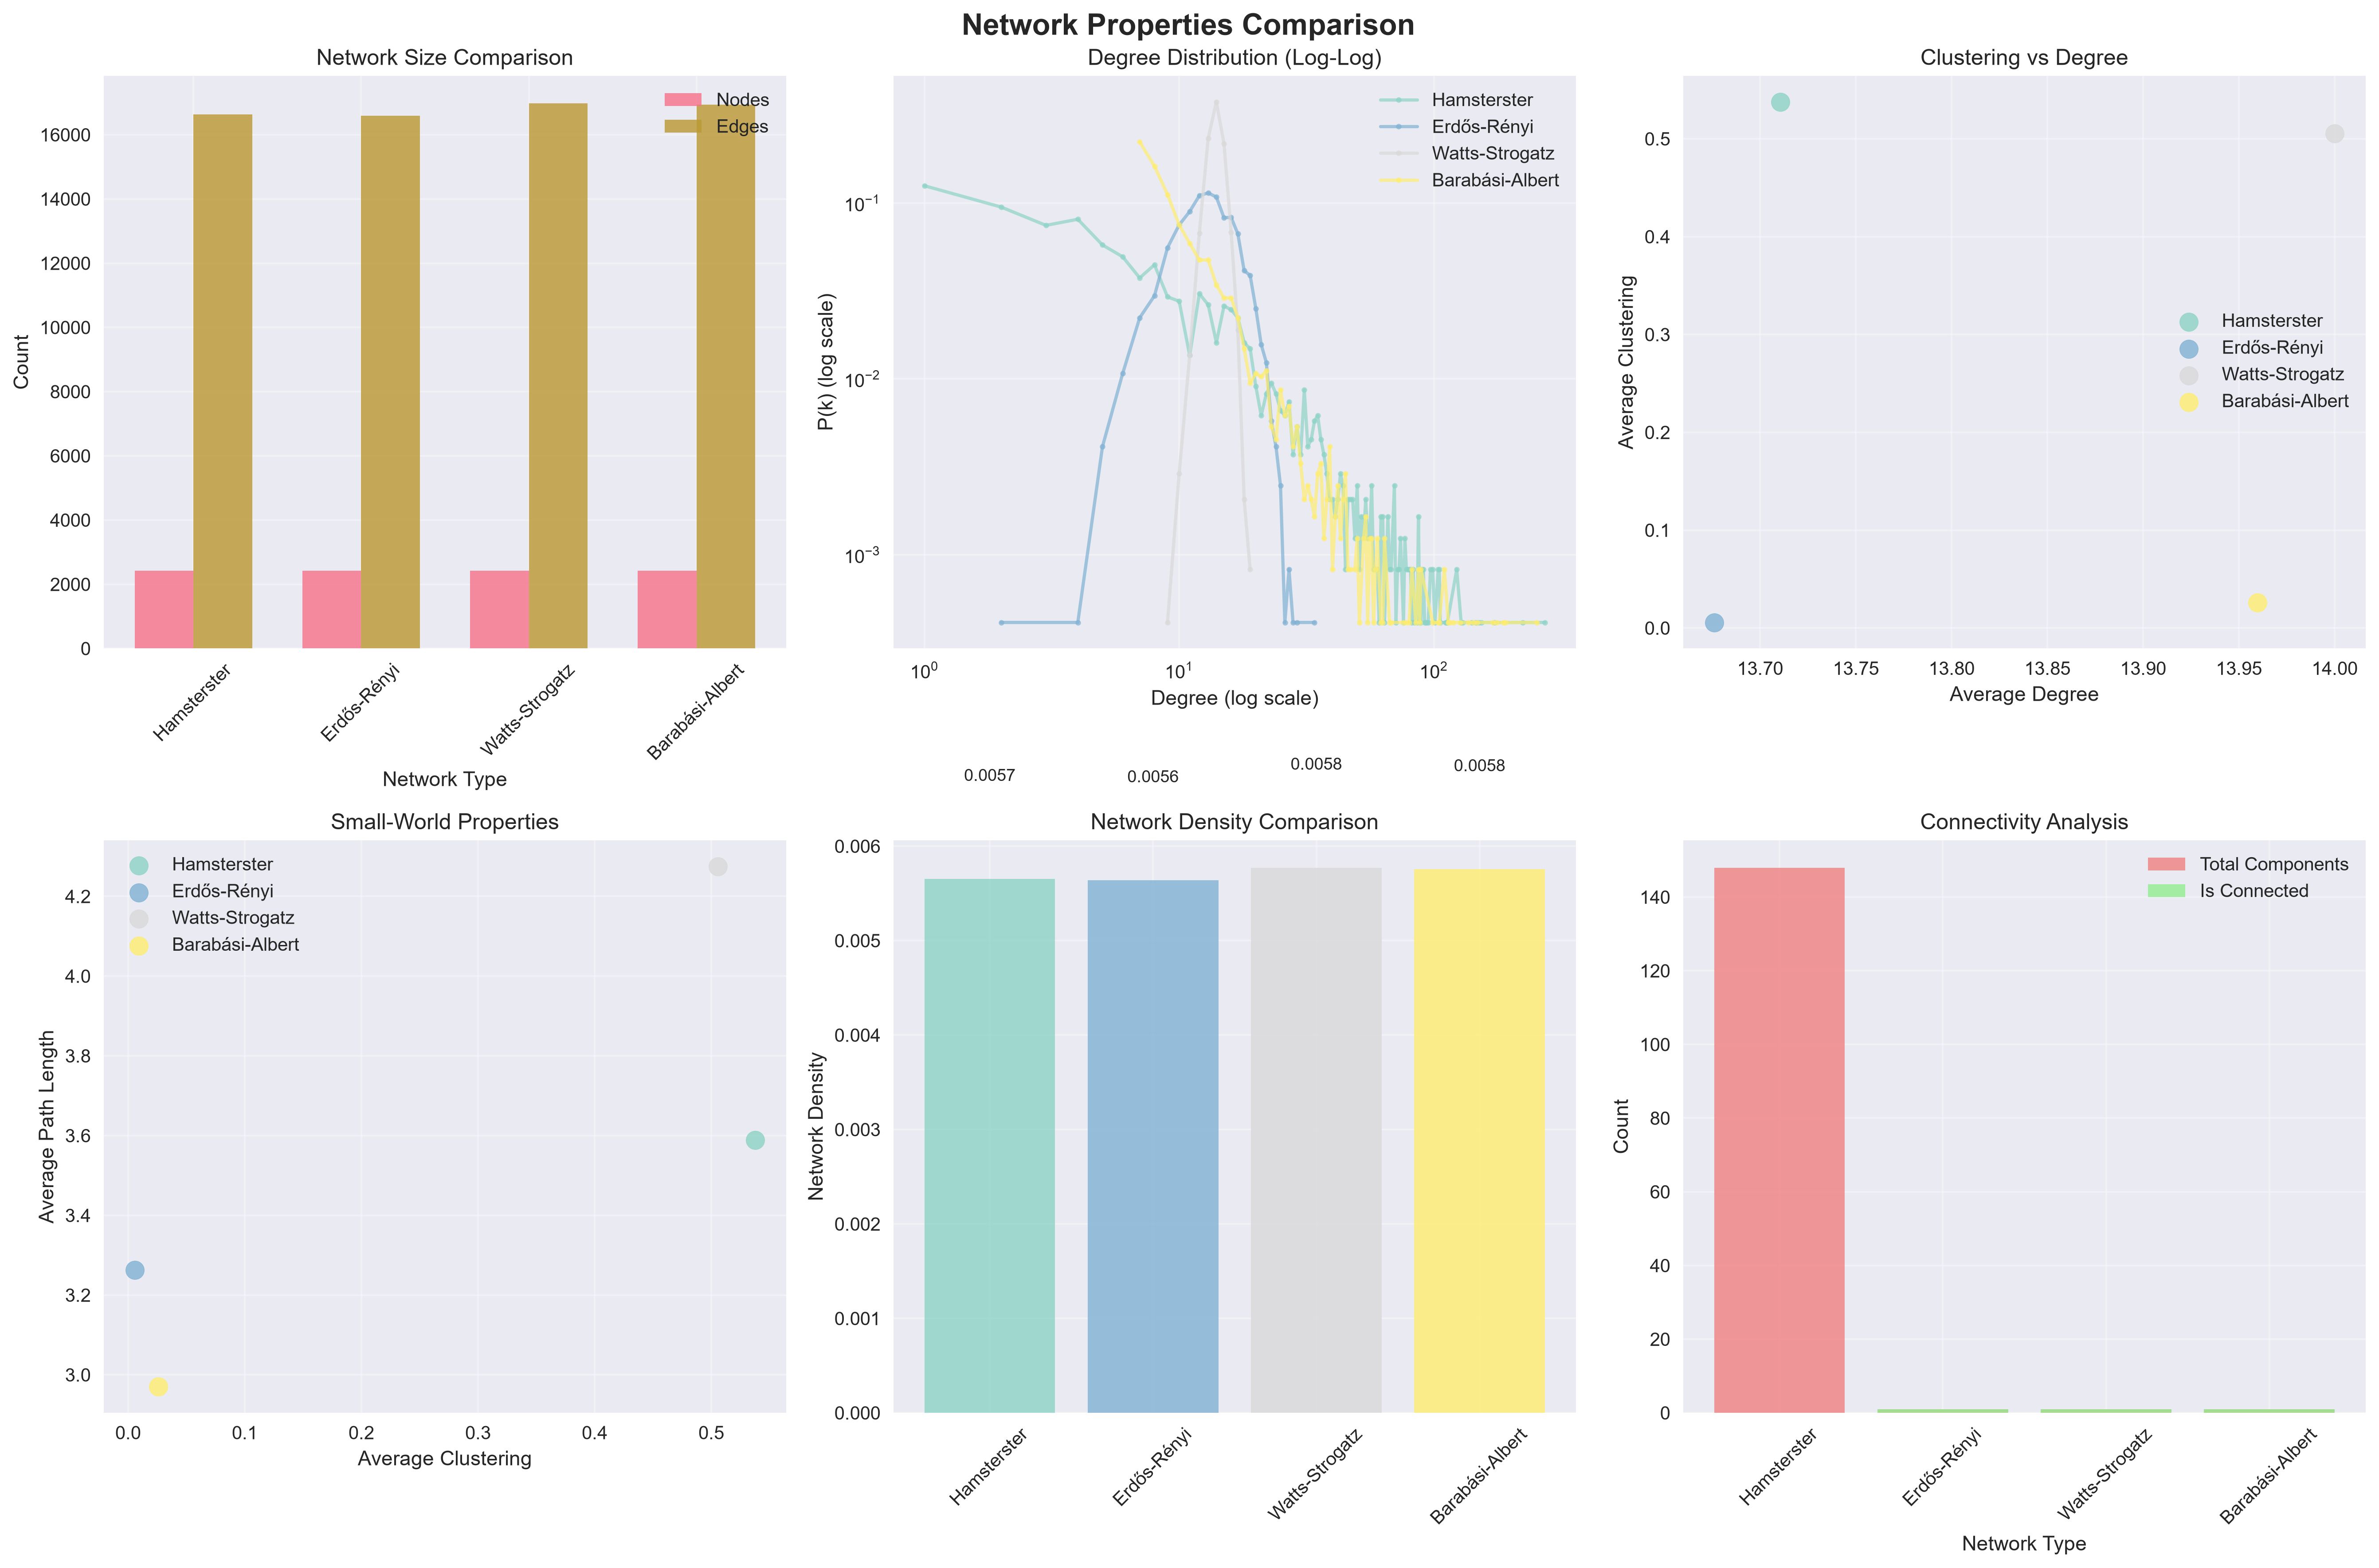 Network Properties Comparison
Network Size Comparison
Nodes
Edges
Count
16000
14000
12000
10000
8000
6000
4000
2000
0
Hamsterster
Erdős-Rényi
Watts-Strogatz
Barabási-Albert
Network Type
Degree Distribution (Log-Log)
Hamsterster
Erdős-Rényi
Watts-Strogatz
Barabási-Albert
P(k) (log scale)
10⁻¹
10⁻²
10⁻³
10⁰ 10¹ 10²
Degree (log scale)
Clustering vs Degree
Average Clustering
0.5
0.4
0.3
0.2
0.1
0.0
Hamsterster
Erdős-Rényi
Watts-Strogatz
Barabási-Albert
13.70 13.75 13.80 13.85 13.90 13.95 14.00
Average Degree
Small-World Properties
Hamsterster
Erdős-Rényi
Watts-Strogatz
Barabási-Albert
Average Path Length
4.2
4.0
3.8
3.6
3.4
3.2
3.0
0.0 0.1 0.2 0.3 0.4 0.5
Average Clustering
0.0057 0.0056 0.0058 0.0058
Network Density Comparison
Network Density
0.006
0.005
0.004
0.003
0.002
0.001
0.000
Hamsterster
Erdős-Rényi
Watts-Strogatz
Barabási-Albert
Connectivity Analysis
Total Components
Is Connected
Count
140
120
100
80
60
40
20
0
Hamsterster
Erdős-Rényi
Watts-Strogatz
Barabási-Albert
Network Type